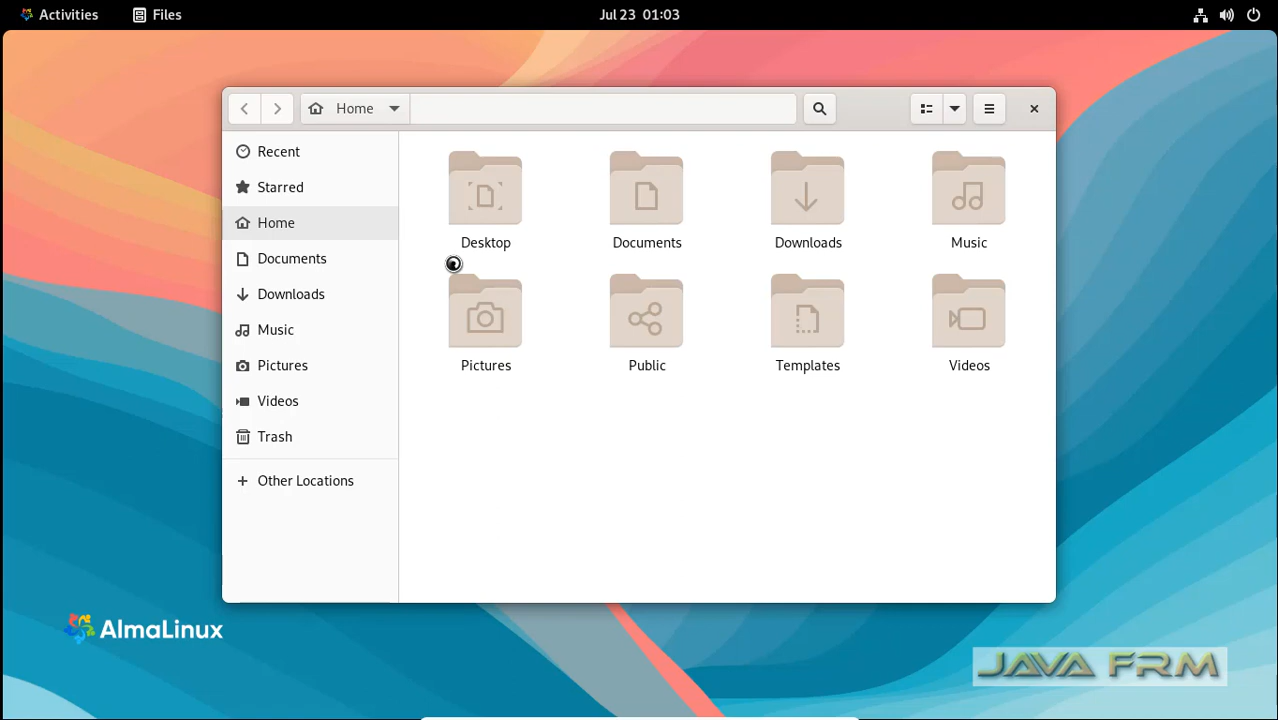 Activities
Files
Jul 23 01:03
Home
Recent
Starred
Home
Documents
Downloads
Music
Pictures
Videos
Trash
Other Locations
Desktop
Documents
Downloads
Music
Pictures
Public
Templates
Videos
AlmaLinux
JAVA FRM